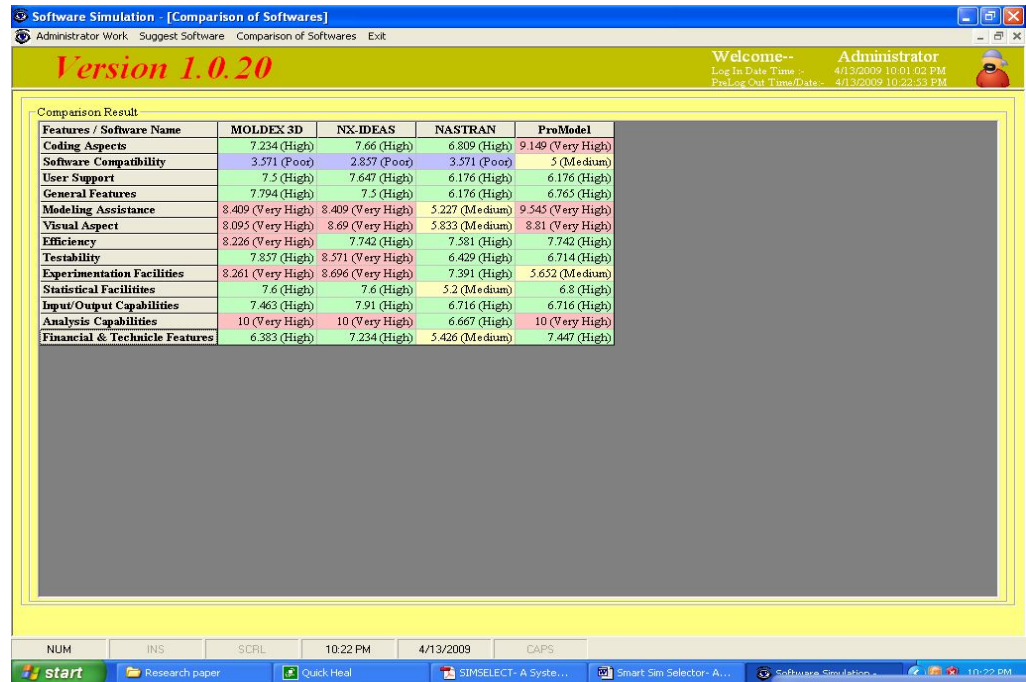 Software Simulation - [Comparison of Softwares]
Administrator Work Suggest Software Comparison of Softwares Exit
Version 1.0.20
Welcome-- Administrator
Log In Date Time :- 4/13/2009 10:01:02 PM
PreLog Out Time/Date:- 4/13/2009 10:22:53 PM
Comparison Result
Features / Software Name MOLDEX 3D NX-IDEAS NASTRAN ProModel
Coding Aspects 7.234 (High) 7.66 (High) 6.809 (High) 9.149 (Very High)
Software Compatibility 3.571 (Poor) 2.857 (Poor) 3.571 (Poor) 5 (Medium)
User Support 7.5 (High) 7.647 (High) 6.176 (High) 6.176 (High)
General Features 7.794 (High) 7.5 (High) 6.176 (High) 6.765 (High)
Modeling Assistance 8.409 (Very High) 8.409 (Very High) 5.227 (Medium) 9.545 (Very High)
Visual Aspect 8.095 (Very High) 8.69 (Very High) 5.833 (Medium) 8.81 (Very High)
Efficiency 8.226 (Very High) 7.742 (High) 7.581 (High) 7.742 (High)
Testability 7.857 (High) 8.571 (Very High) 6.429 (High) 6.714 (High)
Experimentation Facilities 8.261 (Very High) 8.696 (Very High) 7.391 (High) 5.652 (Medium)
Statistical Facilitites 7.6 (High) 7.6 (High) 5.2 (Medium) 6.8 (High)
Input/Output Capabilities 7.463 (High) 7.91 (High) 6.716 (High) 6.716 (High)
Analysis Capabilities 10 (Very High) 10 (Very High) 6.667 (High) 10 (Very High)
Financial & Technicle Features 6.383 (High) 7.234 (High) 5.426 (Medium) 7.447 (High)
NUM INS SCRL 10:22 PM 4/13/2009 CAPS
start Research paper Quick Heal SIMSELECT- A Syste... Smart Sim Selector- A... Software Simulation - 10:22 PM